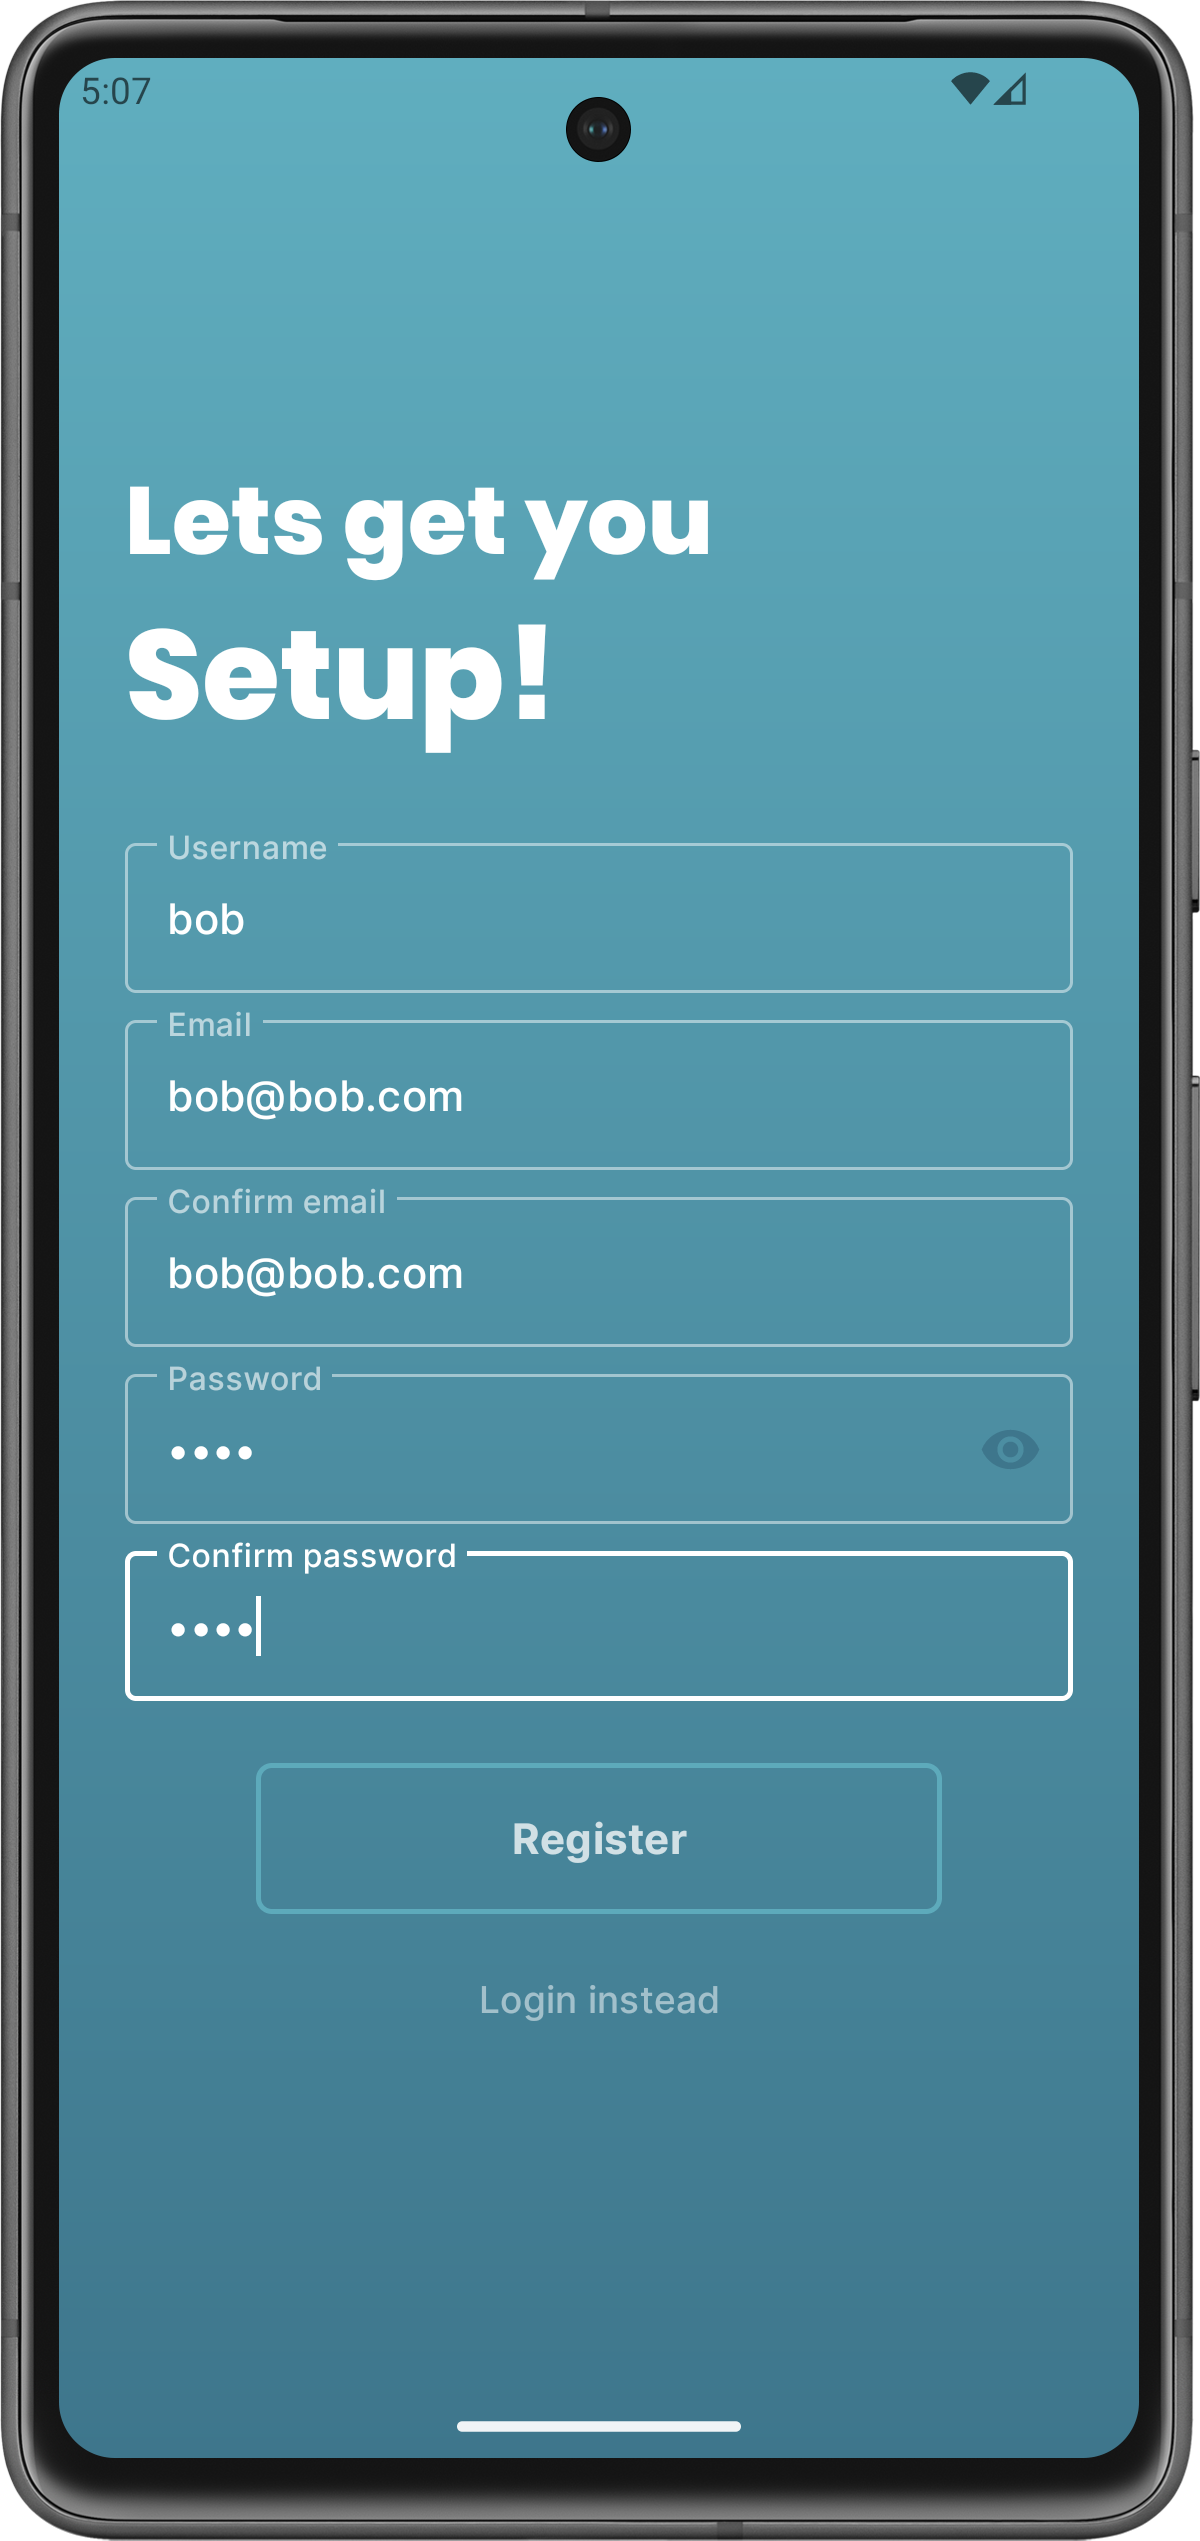 5:07
Lets get you
Setup!
Username
bob
Email
bob@bob.com
Confirm email
bob@bob.com
Password
••••
Confirm password
••••
Register
Login instead